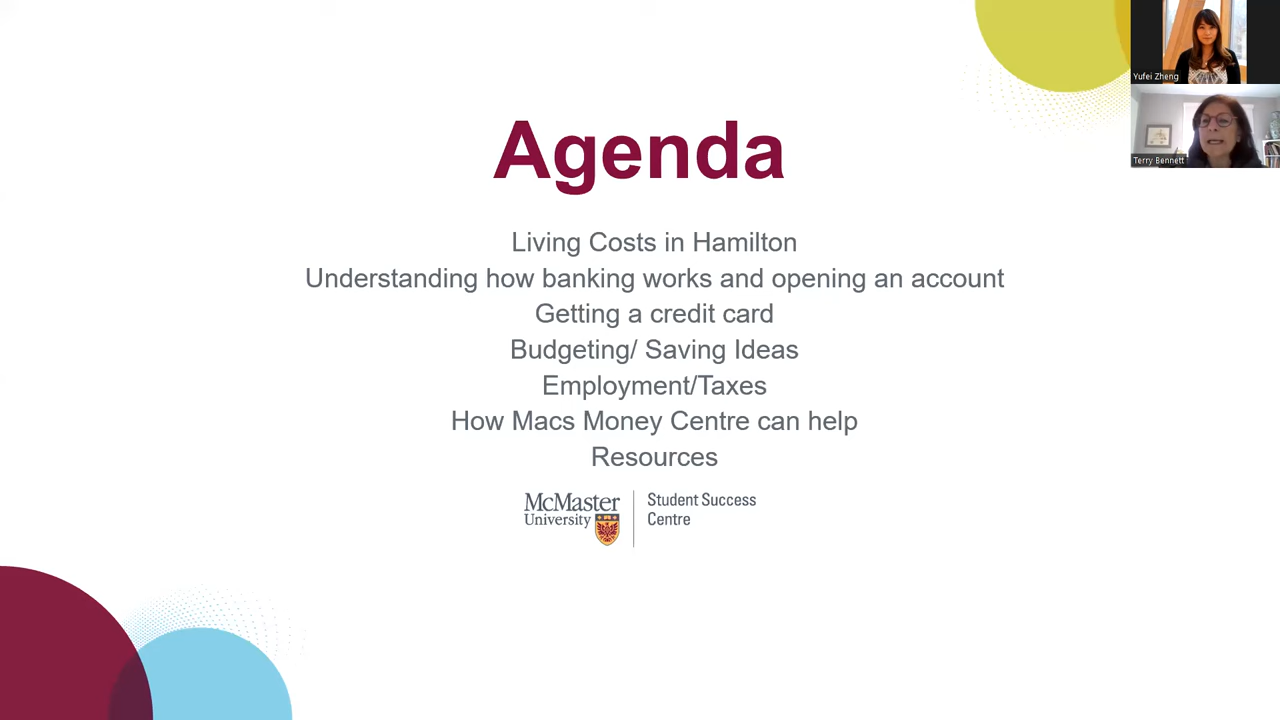 Agenda
Living Costs in Hamilton
Understanding how banking works and opening an account
Getting a credit card
Budgeting/ Saving Ideas
Employment/Taxes
How Macs Money Centre can help
Resources
McMaster
University
Student Success
Centre
Yufei Zheng
Terry Bennett